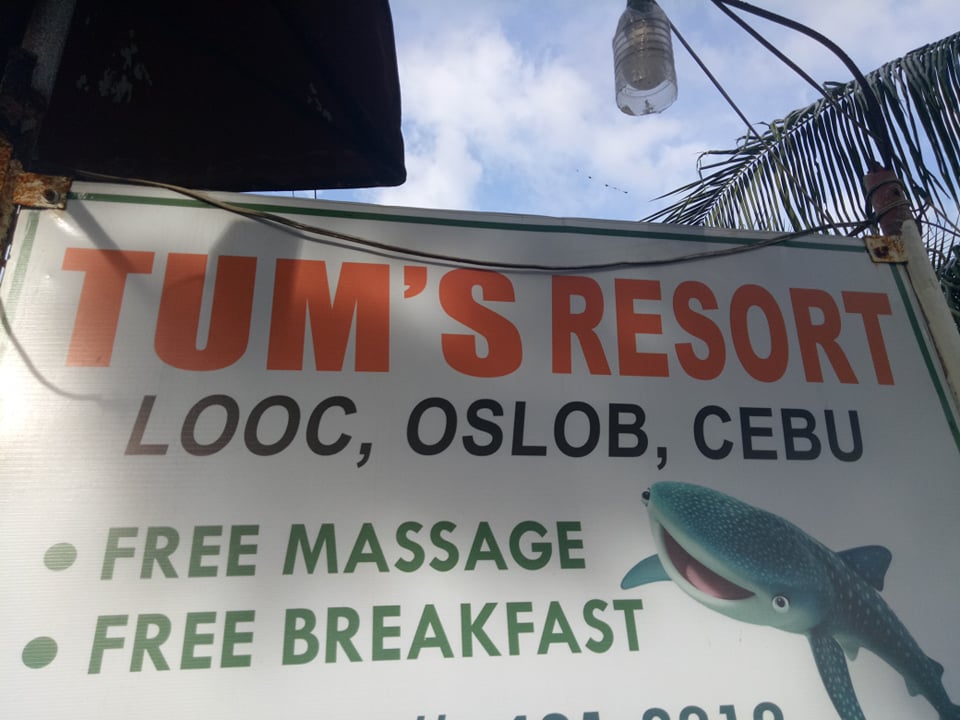 TUM'S RESORT
LOOC, OSLOB, CEBU
• FREE MASSAGE
• FREE BREAKFAST